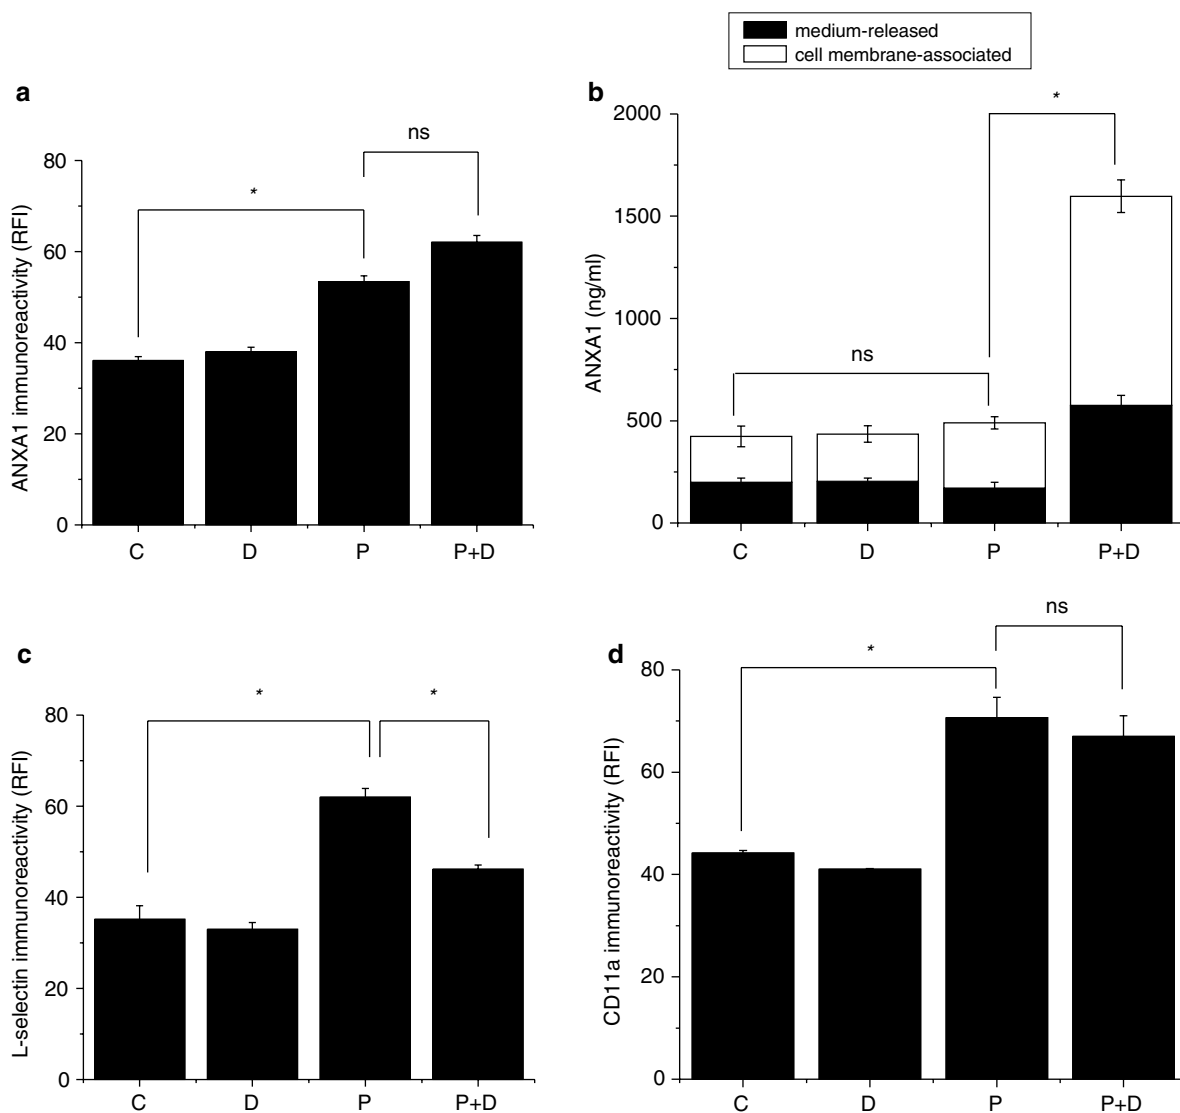 medium-released
cell membrane-associated
a
ns
*
80
60
40
20
0
ANXA1 immunoreactivity (RFI)
C D P P+D
b
*
ns
2000
1500
1000
500
0
ANXA1 (ng/ml)
C D P P+D
c
* *
80
60
40
20
0
L-selectin immunoreactivity (RFI)
C D P P+D
d
ns
*
80
60
40
20
0
CD11a immunoreactivity (RFI)
C D P P+D